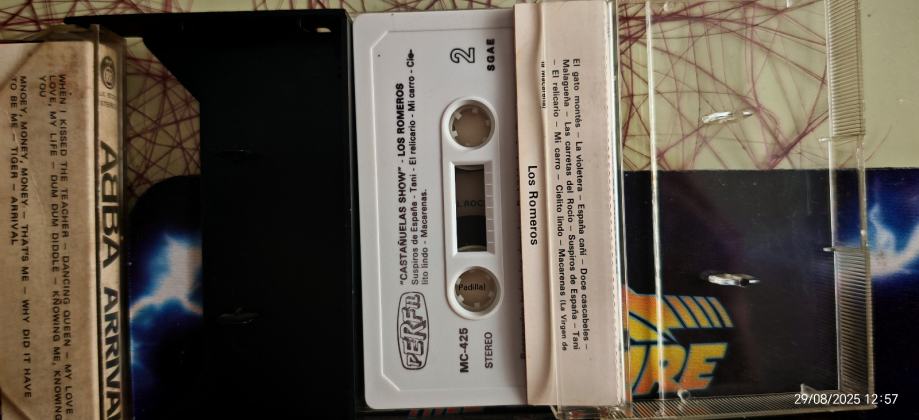 WHEN I KISSED THE TEACHER – DANCING QUEEN – MY LOVE,
LOVE, MY LIFE – DUM DUM DIDDLE – KNOWING ME, KNOWING
YOU
MNOEY, MONEY, MONEY – THAT'S ME – WHY DID IT HAVE
TO BE ME – TIGER – ARRIVAL
ABBA ARRIVAL
"CASTAÑUELAS SHOW" - LOS ROMEROS
Suspiros de España - Tani - El relicario - Mi carro - Cie-
lito lindo - Macarenas.
PERFIL
2
SGAE
Padilla)
MC-425
STEREO
Los Romeros
El gato montés – La violetera – España cañí – Doce cascabeles –
Malagueña – Las carretas del Rocío – Suspiros de España – Tani
– El relicario – Mi carro – Cielito lindo – Macarenas (La Virgen de
la Macarena)
29/08/2025 12:57